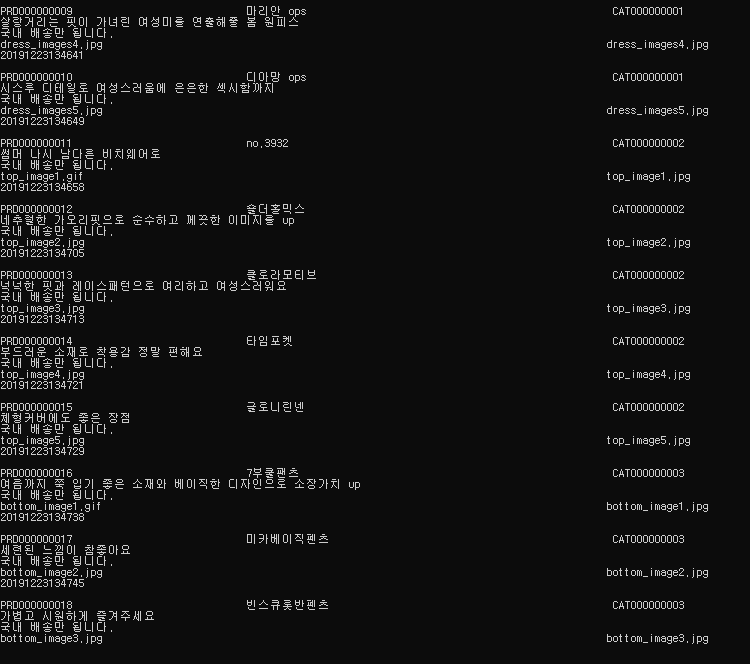 PRD000000009 마리안 ops CAT000000001
살랑거리는 핏이 가녀린 여성미를 연출해줄 봄 원피스
국내 배송만 됩니다.
dress_images4.jpg dress_images4.jpg
20191223134641
PRD000000010 디아망 ops CAT000000001
시스루 디테일로 여성스러움에 은은한 섹시함까지
국내 배송만 됩니다.
dress_images5.jpg dress_images5.jpg
20191223134649
PRD000000011 no.3932 CAT000000002
썸머 나시 남다른 비치웨어로
국내 배송만 됩니다.
top_image1.gif top_image1.jpg
20191223134658
PRD000000012 숄더홀믹스 CAT000000002
네추럴한 가오리핏으로 순수하고 깨끗한 이미지를 up
국내 배송만 됩니다.
top_image2.jpg top_image2.jpg
20191223134705
PRD000000013 클로라모티브 CAT000000002
넉넉한 핏과 레이스패턴으로 여리하고 여성스러워요
국내 배송만 됩니다.
top_image3.jpg top_image3.jpg
20191223134713
PRD000000014 타임포켓 CAT000000002
부드러운 소재로 착용감 정말 편해요
국내 배송만 됩니다.
top_image4.jpg top_image4.jpg
20191223134721
PRD000000015 글로니린넨 CAT000000002
체형커버에도 좋은 장점
국내 배송만 됩니다.
top_image5.jpg top_image5.jpg
20191223134729
PRD000000016 7부쿨팬츠 CAT000000003
여름까지 쭉 입기 좋은 소재와 베이직한 디자인으로 소장가치 up
국내 배송만 됩니다.
bottom_image1.gif bottom_image1.jpg
20191223134738
PRD000000017 미카베이직펜츠 CAT000000003
세련된 느낌이 참좋아요
국내 배송만 됩니다.
bottom_image2.jpg bottom_image2.jpg
20191223134745
PRD000000018 빈스큐롯반펜츠 CAT000000003
가볍고 시원하게 즐겨주세요
국내 배송만 됩니다.
bottom_image3.jpg bottom_image3.jpg